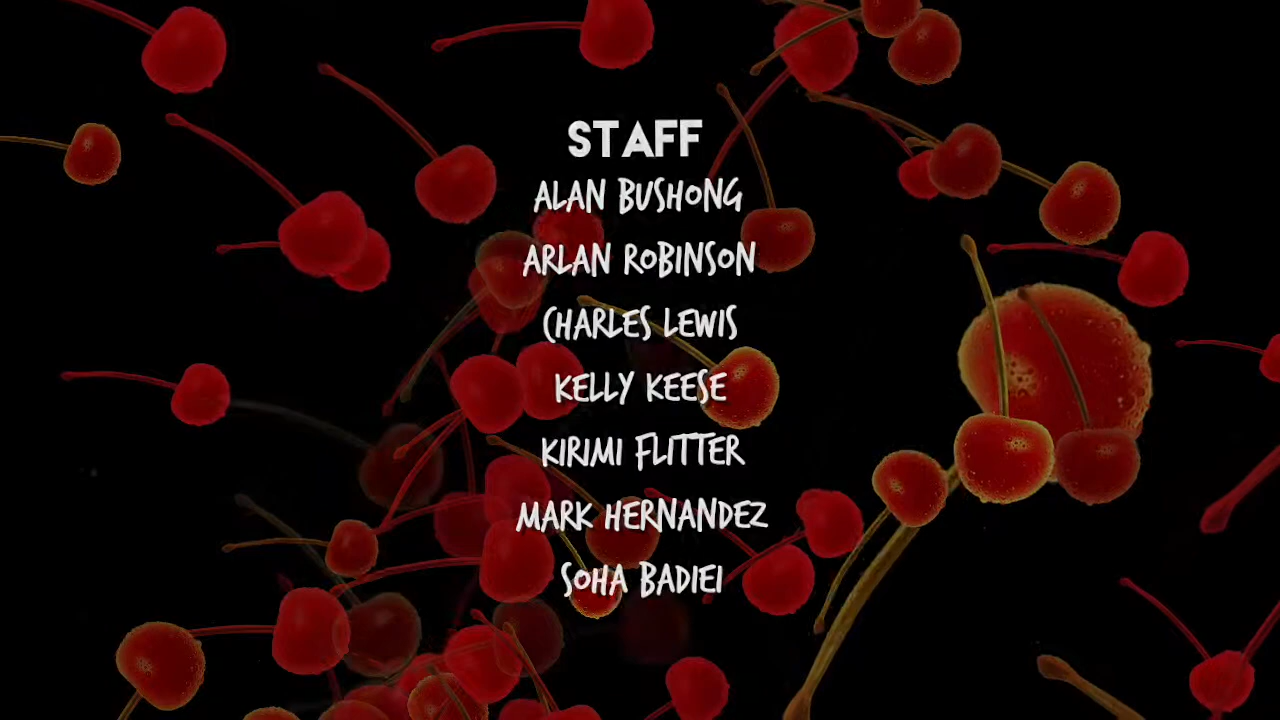 STAFF
ALAN BUSHONG
ARLAN ROBINSON
CHARLES LEWIS
KELLY KEESE
KIRIMI FLITTER
MARK HERNANDEZ
SOHA BADIEI